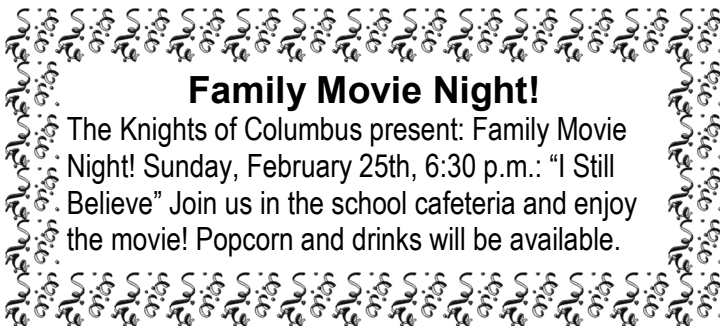 Family Movie Night!
The Knights of Columbus present: Family Movie
Night! Sunday, February 25th, 6:30 p.m.: “I Still
Believe” Join us in the school cafeteria and enjoy
the movie! Popcorn and drinks will be available.